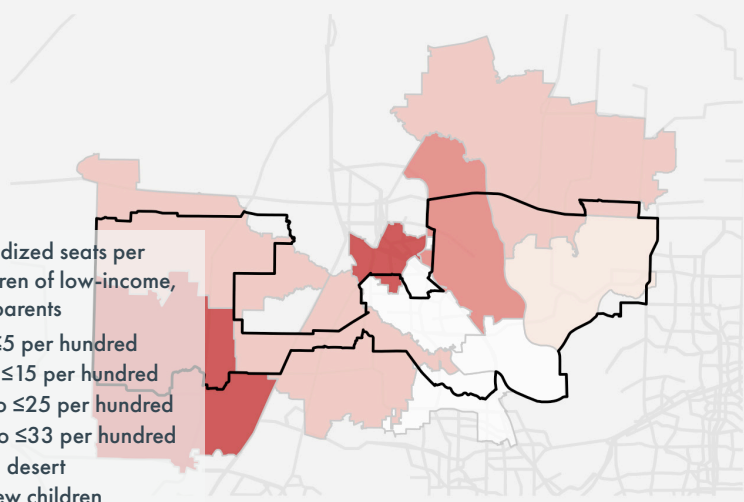 dized seats per
ren of low-income,
parents
≤5 per hundred
≤15 per hundred
o ≤25 per hundred
o ≤33 per hundred
desert
ew children